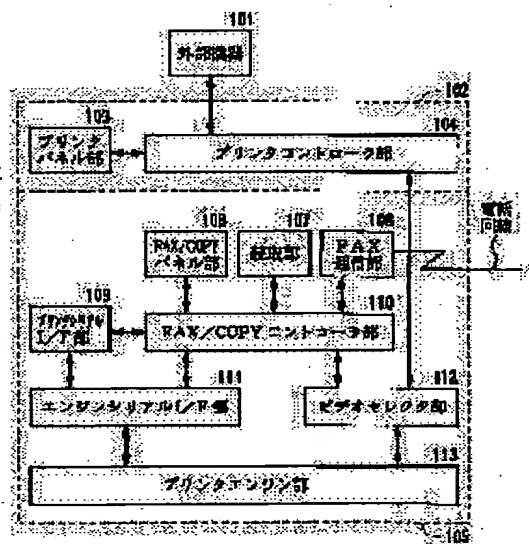 101
外部機器
102
103
プリンタ
パネル部
104
プリンタコントローラ部
106
FAX/COPY
パネル部
107
読取部
108
FAX
通信部
電話
回線
109
I/F部
110
FAX/COPYコントローラ部
111
エンジンシリアルI/F部
112
ビデオセレクタ部
113
プリンタエンジン部
105